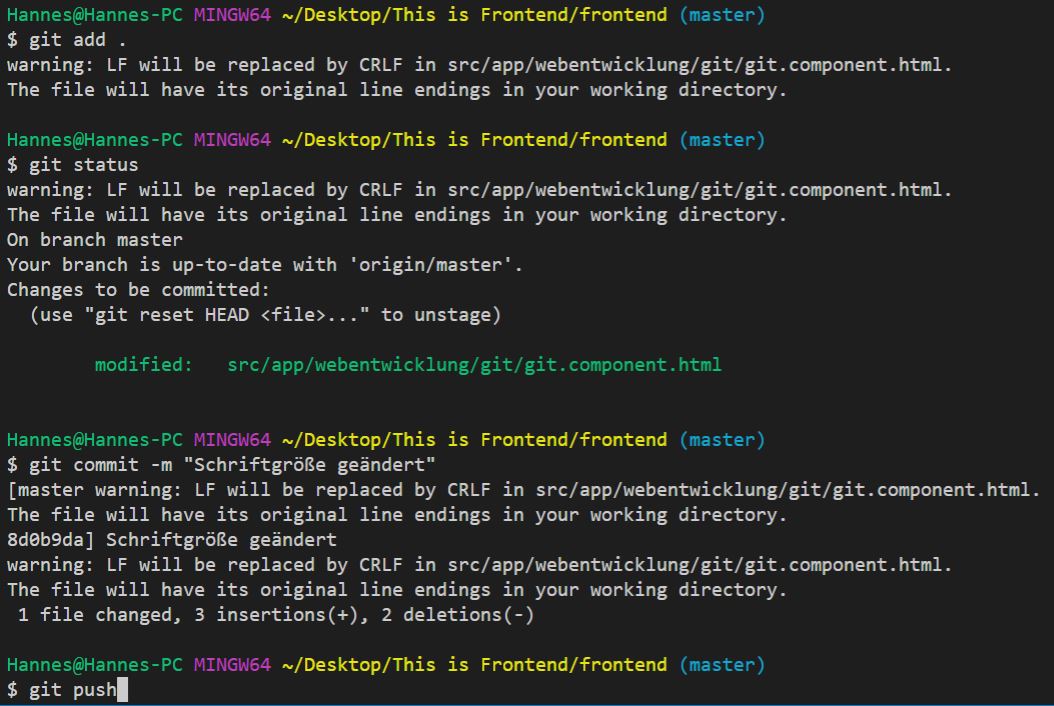 Hannes@Hannes-PC MINGW64 ~/Desktop/This is Frontend/frontend (master)
$ git add .
warning: LF will be replaced by CRLF in src/app/webentwicklung/git/git.component.html.
The file will have its original line endings in your working directory.

Hannes@Hannes-PC MINGW64 ~/Desktop/This is Frontend/frontend (master)
$ git status
warning: LF will be replaced by CRLF in src/app/webentwicklung/git/git.component.html.
The file will have its original line endings in your working directory.
On branch master
Your branch is up-to-date with 'origin/master'.
Changes to be committed:
  (use "git reset HEAD <file>..." to unstage)

        modified:   src/app/webentwicklung/git/git.component.html


Hannes@Hannes-PC MINGW64 ~/Desktop/This is Frontend/frontend (master)
$ git commit -m "Schriftgröße geändert"
[master warning: LF will be replaced by CRLF in src/app/webentwicklung/git/git.component.html.
The file will have its original line endings in your working directory.
8d0b9da] Schriftgröße geändert
warning: LF will be replaced by CRLF in src/app/webentwicklung/git/git.component.html.
The file will have its original line endings in your working directory.
 1 file changed, 3 insertions(+), 2 deletions(-)

Hannes@Hannes-PC MINGW64 ~/Desktop/This is Frontend/frontend (master)
$ git push